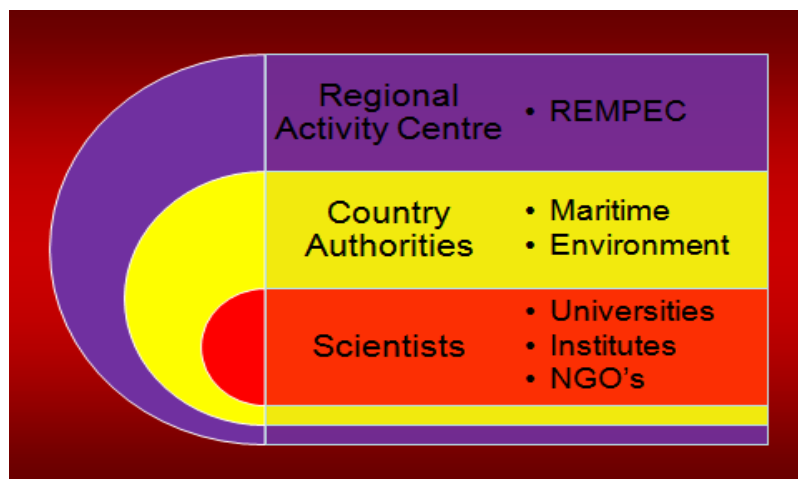 Regional
Activity Centre
• REMPEC
Country
Authorities
• Maritime
• Environment
Scientists
• Universities
• Institutes
• NGO's